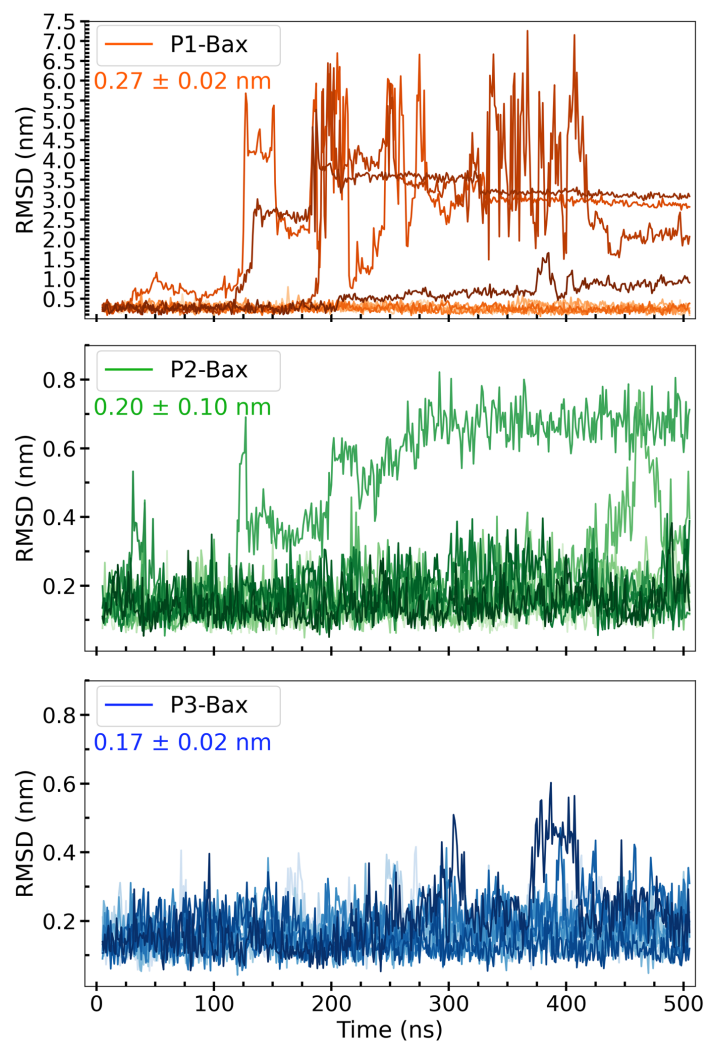 P1-Bax
0.27 ± 0.02 nm
RMSD (nm)
7.5
7.0
6.5
6.0
5.5
5.0
4.5
4.0
3.5
3.0
2.5
2.0
1.5
1.0
0.5
P2-Bax
0.20 ± 0.10 nm
RMSD (nm)
0.8
0.6
0.4
0.2
P3-Bax
0.17 ± 0.02 nm
RMSD (nm)
0.8
0.6
0.4
0.2
0 100 200 300 400 500
Time (ns)